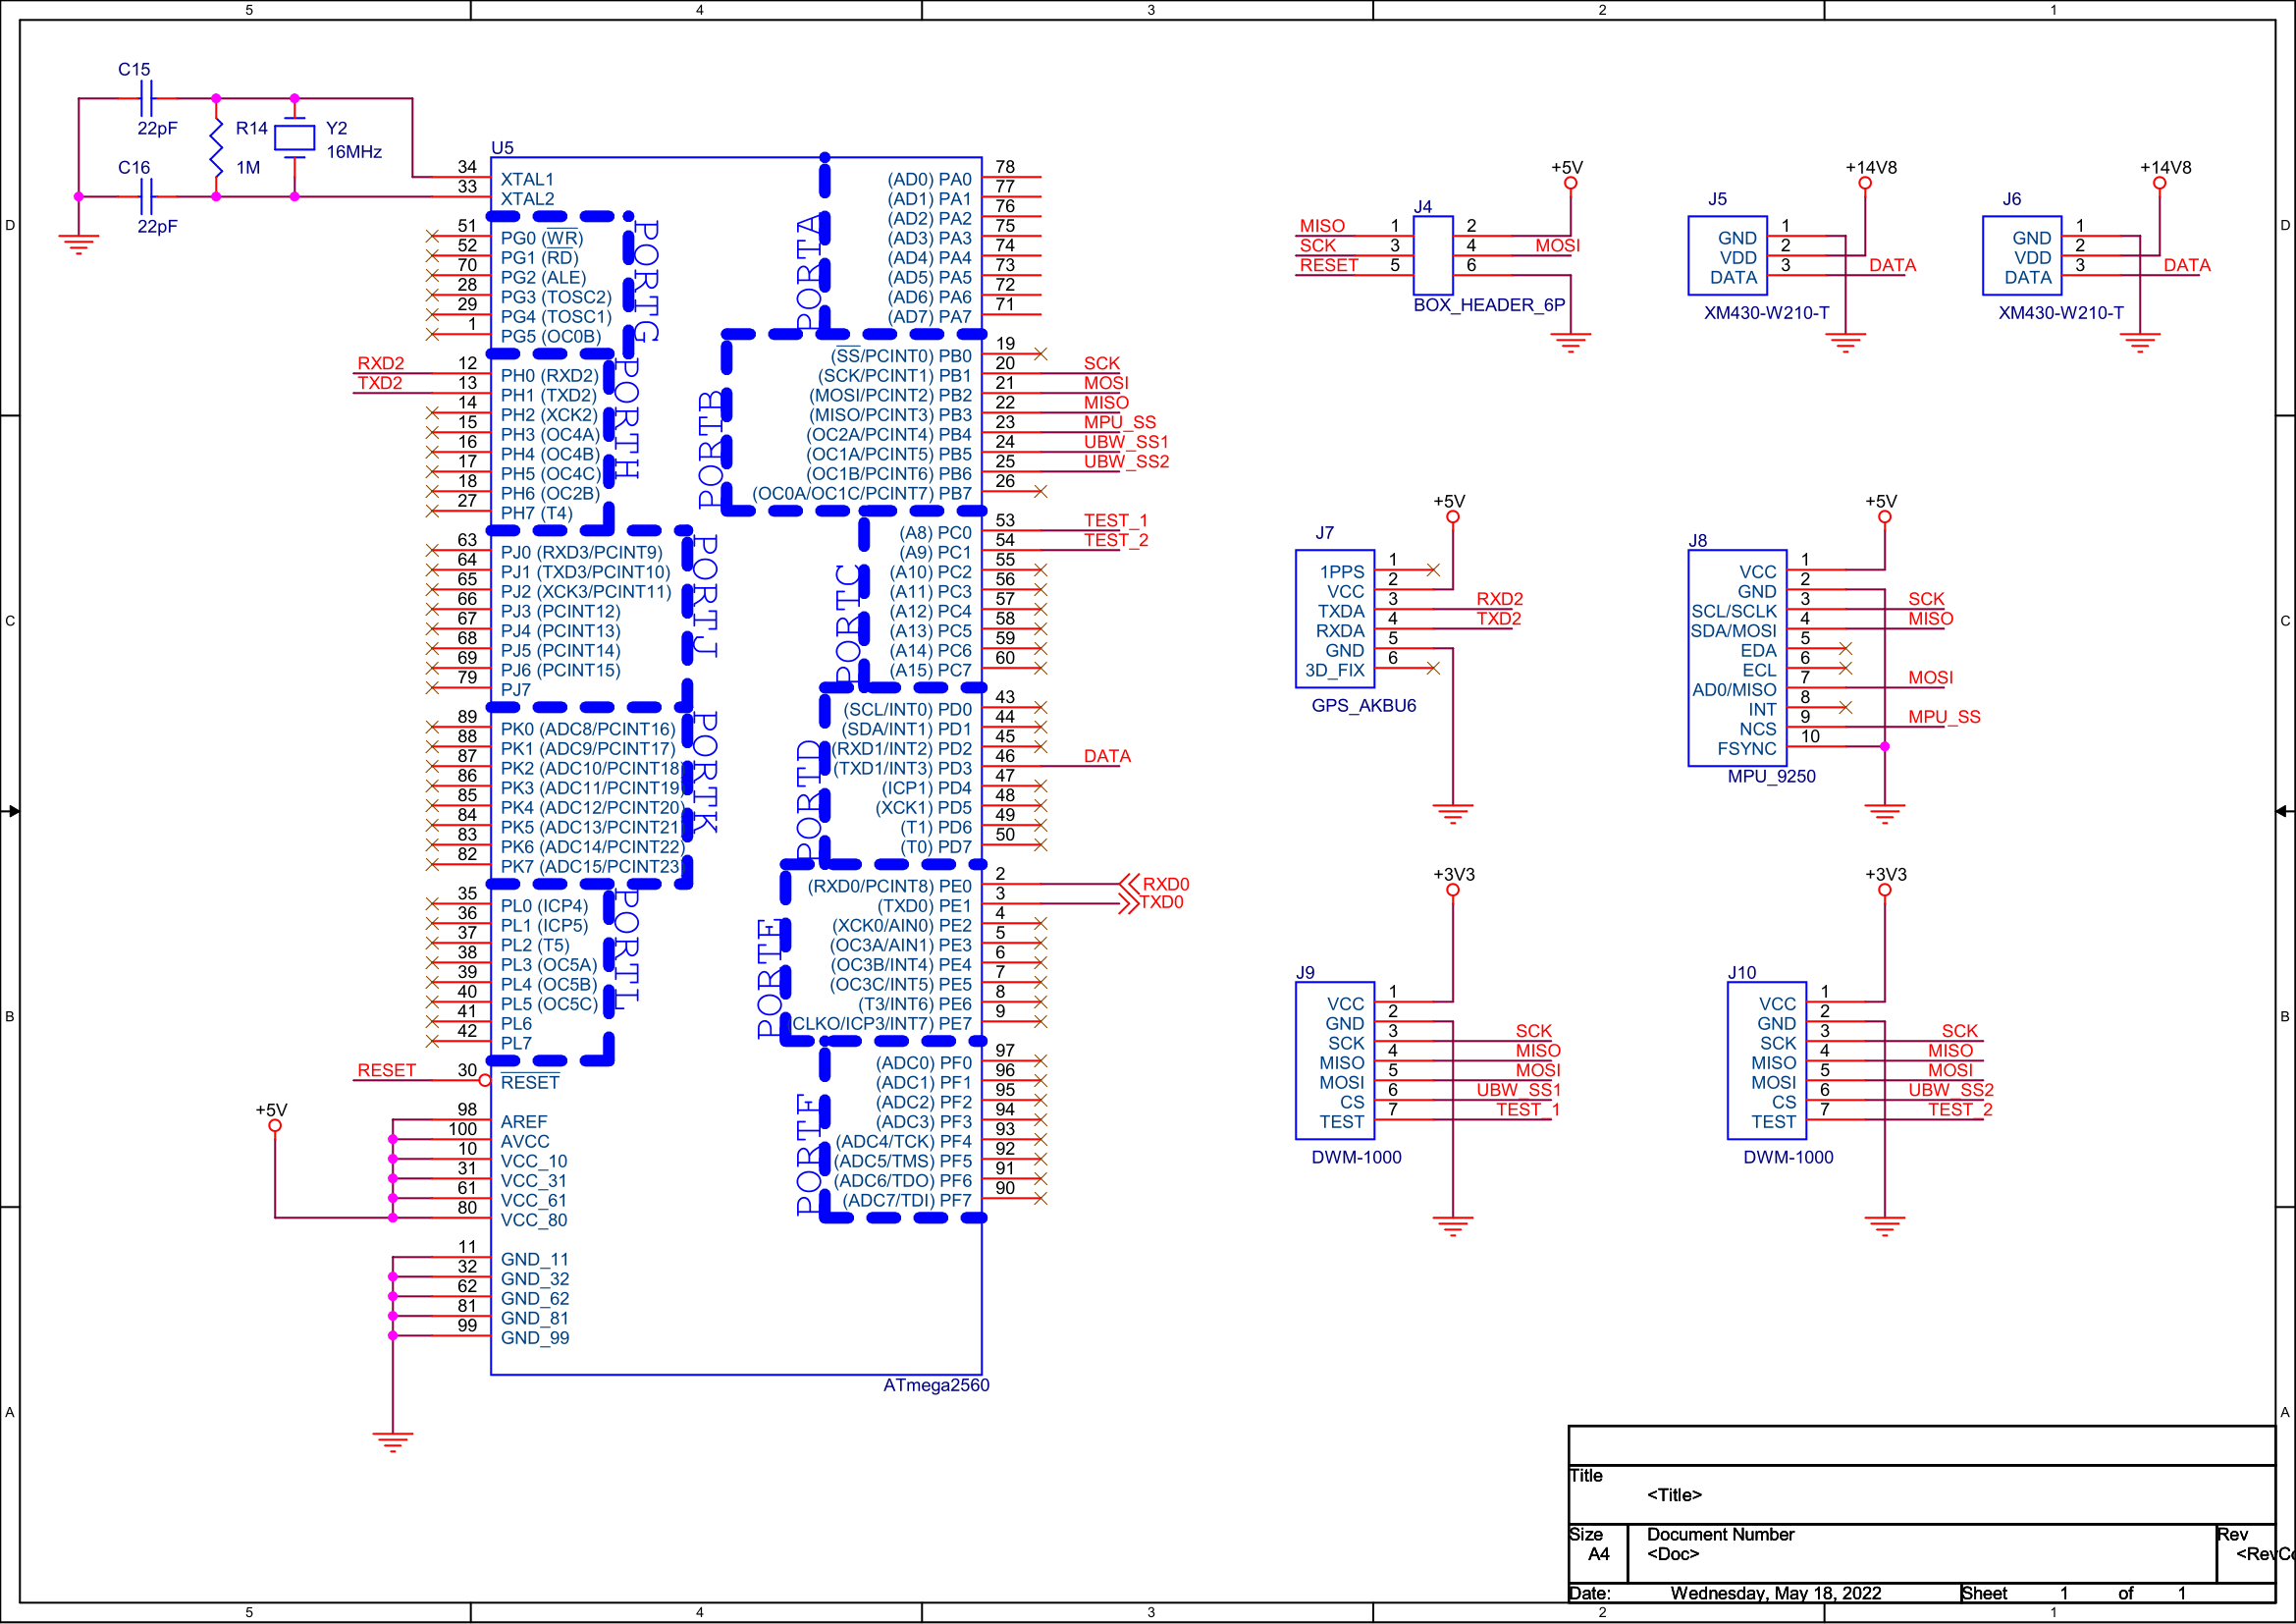 5 4 3 2 1
D D
C C
B B
A A
C15
22pF
C16
22pF
R14
1M
Y2
16MHz
U5
34 XTAL1
33 XTAL2
51 PG0 (WR)
52 PG1 (RD)
70 PG2 (ALE)
28 PG3 (TOSC2)
29 PG4 (TOSC1)
1 PG5 (OC0B)
PORTG
RXD2 12 PH0 (RXD2)
TXD2 13 PH1 (TXD2)
14 PH2 (XCK2)
15 PH3 (OC4A)
16 PH4 (OC4B)
17 PH5 (OC4C)
18 PH6 (OC2B)
27 PH7 (T4)
PORTH
63 PJ0 (RXD3/PCINT9)
64 PJ1 (TXD3/PCINT10)
65 PJ2 (XCK3/PCINT11)
66 PJ3 (PCINT12)
67 PJ4 (PCINT13)
68 PJ5 (PCINT14)
69 PJ6 (PCINT15)
79 PJ7
PORTJ
89 PK0 (ADC8/PCINT16)
88 PK1 (ADC9/PCINT17)
87 PK2 (ADC10/PCINT18)
86 PK3 (ADC11/PCINT19)
85 PK4 (ADC12/PCINT20)
84 PK5 (ADC13/PCINT21)
83 PK6 (ADC14/PCINT22)
82 PK7 (ADC15/PCINT23)
PORTK
35 PL0 (ICP4)
36 PL1 (ICP5)
37 PL2 (T5)
38 PL3 (OC5A)
39 PL4 (OC5B)
40 PL5 (OC5C)
41 PL6
42 PL7
PORTL
RESET 30 RESET
+5V
98 AREF
100 AVCC
10 VCC_10
31 VCC_31
61 VCC_61
80 VCC_80
11 GND_11
32 GND_32
62 GND_62
81 GND_81
99 GND_99
PORTA
(AD0) PA0 78
(AD1) PA1 77
(AD2) PA2 76
(AD3) PA3 75
(AD4) PA4 74
(AD5) PA5 73
(AD6) PA6 72
(AD7) PA7 71
PORTB
(SS/PCINT0) PB0 19
(SCK/PCINT1) PB1 20 SCK
(MOSI/PCINT2) PB2 21 MOSI
(MISO/PCINT3) PB3 22 MISO
(OC2A/PCINT4) PB4 23 MPU_SS
(OC1A/PCINT5) PB5 24 UBW_SS1
(OC1B/PCINT6) PB6 25 UBW_SS2
(OC0A/OC1C/PCINT7) PB7 26
PORTC
(A8) PC0 53 TEST_1
(A9) PC1 54 TEST_2
(A10) PC2 55
(A11) PC3 56
(A12) PC4 57
(A13) PC5 58
(A14) PC6 59
(A15) PC7 60
PORTD
(SCL/INT0) PD0 43
(SDA/INT1) PD1 44
(RXD1/INT2) PD2 45
(TXD1/INT3) PD3 46 DATA
(ICP1) PD4 47
(XCK1) PD5 48
(T1) PD6 49
(T0) PD7 50
PORTE
(RXD0/PCINT8) PE0 2 RXD0
(TXD0) PE1 3 TXD0
(XCK0/AIN0) PE2 4
(OC3A/AIN1) PE3 5
(OC3B/INT4) PE4 6
(OC3C/INT5) PE5 7
(T3/INT6) PE6 8
(CLKO/ICP3/INT7) PE7 9
PORTF
(ADC0) PF0 97
(ADC1) PF1 96
(ADC2) PF2 95
(ADC3) PF3 94
(ADC4/TCK) PF4 93
(ADC5/TMS) PF5 92
(ADC6/TDO) PF6 91
(ADC7/TDI) PF7 90
ATmega2560
+5V
J4
MISO 1 2
SCK 3 4 MOSI
RESET 5 6
BOX_HEADER_6P
+14V8
J5
GND 1
VDD 2
DATA 3 DATA
XM430-W210-T
+14V8
J6
GND 1
VDD 2
DATA 3 DATA
XM430-W210-T
+5V
J7
1PPS 1
VCC 2
TXDA 3 RXD2
RXDA 4 TXD2
GND 5
3D_FIX 6
GPS_AKBU6
+5V
J8
VCC 1
GND 2
SCL/SCLK 3 SCK
SDA/MOSI 4 MISO
EDA 5
ECL 6
AD0/MISO 7 MOSI
INT 8
NCS 9 MPU_SS
FSYNC 10
MPU_9250
+3V3
J9
VCC 1
GND 2
SCK 3 SCK
MISO 4 MISO
MOSI 5 MOSI
CS 6 UBW_SS1
TEST 7 TEST_1
DWM-1000
+3V3
J10
VCC 1
GND 2
SCK 3 SCK
MISO 4 MISO
MOSI 5 MOSI
CS 6 UBW_SS2
TEST 7 TEST_2
DWM-1000
Title
<Title>
Size Document Number Rev
A4 <Doc>
Date: Wednesday, May 18, 2022 Sheet 1 of 1
5 4 3 2 1